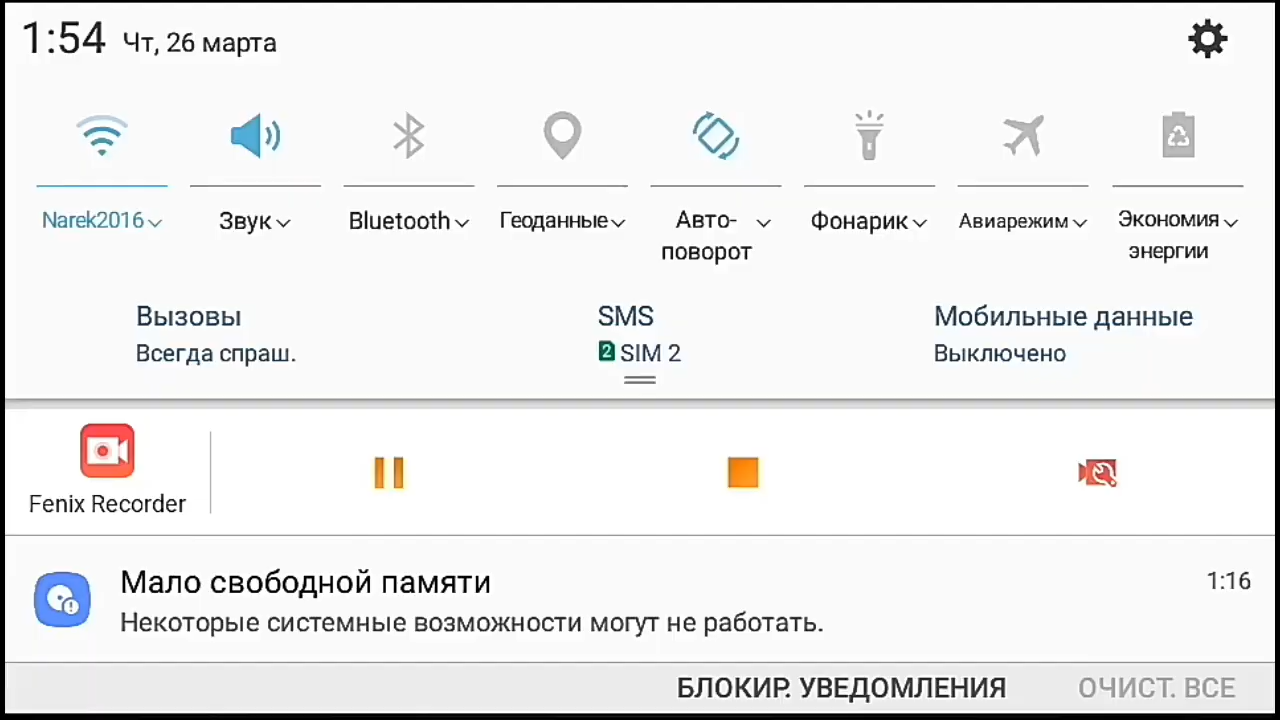 1:54 Чт, 26 марта
Narek2016 Звук Bluetooth Геоданные Авто- Фонарик Авиарежим Экономия
поворот энергии
Вызовы SMS Мобильные данные
Всегда спраш. 2 SIM 2 Выключено
Fenix Recorder
Мало свободной памяти 1:16
Некоторые системные возможности могут не работать.
БЛОКИР. УВЕДОМЛЕНИЯ ОЧИСТ. ВСЕ